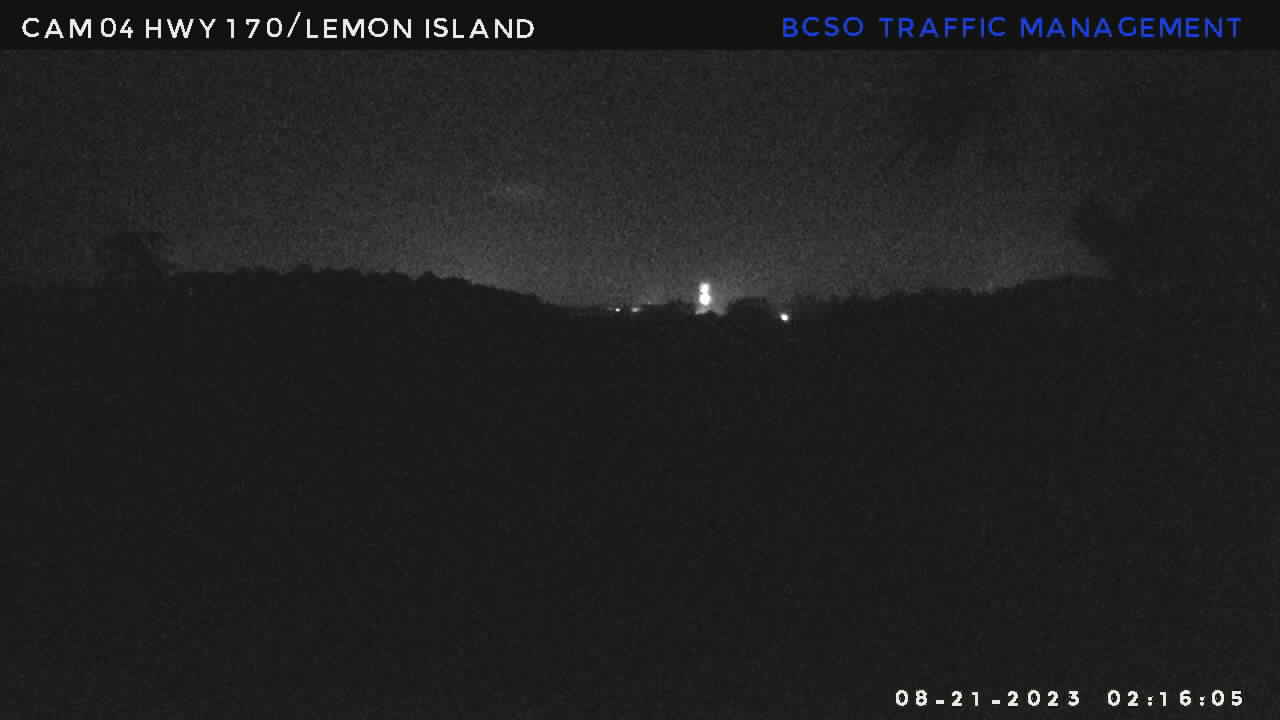 CAM04 HWY 170/LEMON ISLAND
BCSO TRAFFIC MANAGEMENT
08-21-2023 02:16:05